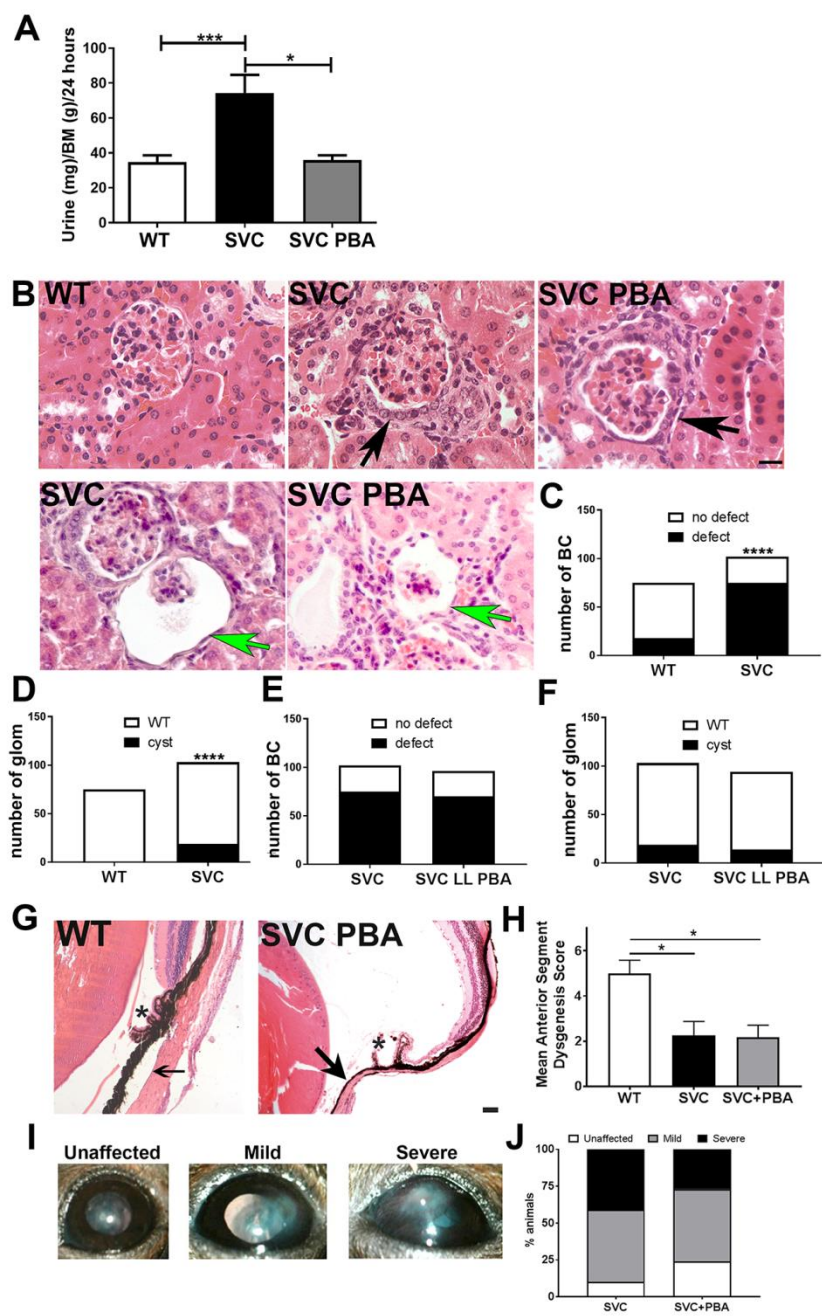 A
Urine (mg)/BM (g)/24 hours
100
80
60
40
20
0
***
*
WT SVC SVC PBA
B
WT SVC SVC PBA
SVC SVC PBA
C
number of BC
150
100
50
0
no defect
defect
****
WT SVC
D
number of glom
150
100
50
0
WT
cyst
****
WT SVC
E
number of BC
150
100
50
0
no defect
defect
SVC SVC LL PBA
F
number of glom
150
100
50
0
WT
cyst
SVC SVC LL PBA
G
WT SVC PBA
* *
H
Mean Anterior Segment
Dysgenesis Score
6
4
2
0
*
*
WT SVC SVC+PBA
I
Unaffected Mild Severe
J
Unaffected Mild Severe
% animals
100
75
50
25
0
SVC SVC+PBA